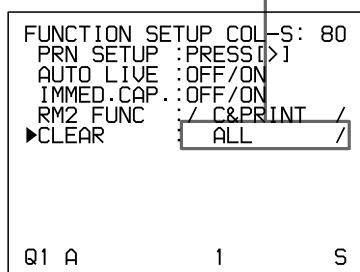 FUNCTION SETUP COL-S: 80
PRN SETUP :PRESS[>]
AUTO LIVE :OFF/ON
IMMED.CAP.:OFF/ON
RM2 FUNC :/ C&PRINT /
▶CLEAR : ALL /
Q1 A 1 S